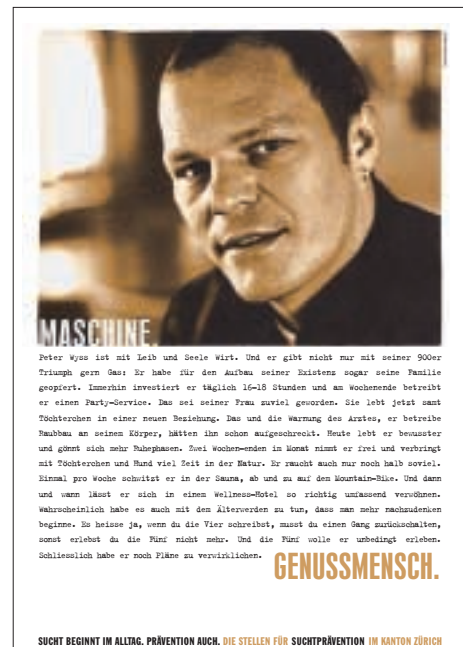 MASCHINE.
Peter Wyss ist mit Leib und Seele Wirt. Und er gibt nicht nur mit seiner 900er
Triumph gern Gas: Er habe für den Aufbau seiner Existenz sogar seine Familie
geopfert. Immerhin investiert er täglich 16-18 Stunden und am Wochenende betreibt
er einen Party-Service. Das sei seiner Frau zuviel geworden. Sie lebt jetzt samt
Töchterchen in einer neuen Beziehung. Das und die Warnung des Arztes, er betreibe
Raubbau an seinem Körper, hätten ihn schon aufgeschreckt. Heute lebt er bewusster
und gönnt sich mehr Ruhephasen. Zwei Wochen-enden im Monat nimmt er frei und verbringt
mit Töchterchen und Hund viel Zeit in der Natur. Er raucht auch nur noch halb soviel.
Einmal pro Woche schwitzt er in der Sauna, ab und zu auf dem Mountain-Bike. Und dann
und wann lässt er sich in einem Wellness-Hotel so richtig umfassend verwöhnen.
Wahrscheinlich habe es auch mit dem Älterwerden zu tun, dass man mehr nachzudenken
beginne. Es heisse ja, wenn du die Vier schreibst, musst du einen Gang zurückschalten,
sonst erlebst du die Fünf nicht mehr. Und die Fünf wolle er unbedingt erleben.
Schliesslich habe er noch Pläne zu verwirklichen.
GENUSSMENSCH.
SUCHT BEGINNT IM ALLTAG. PRÄVENTION AUCH. DIE STELLEN FÜR SUCHTPRÄVENTION IM KANTON ZÜRICH